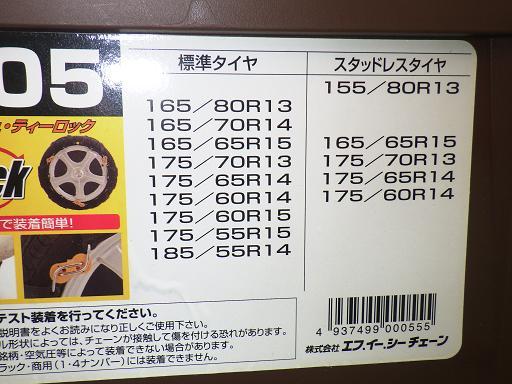 05
標準タイヤ
スタッドレスタイヤ
165/80R13
155/80R13
165/70R14
165/65R15
165/65R15
175/70R13
175/70R13
175/65R14
175/65R14
175/60R14
175/60R14
175/60R15
175/55R15
185/55R14
・ティーロック
ck
で装着簡単!
テスト装着を行ってください。
説明書をよくお読みになり正しくご使用下さい。
ル形状によっては、チェーンが接触して傷を付ける恐れがあります。
銘柄・空気圧等によって装着できない場合があります。
ラック・商用(1・4ナンバー)には装着できません。
4 937499 000555
株式会社 エフ.イー.シー チェーン